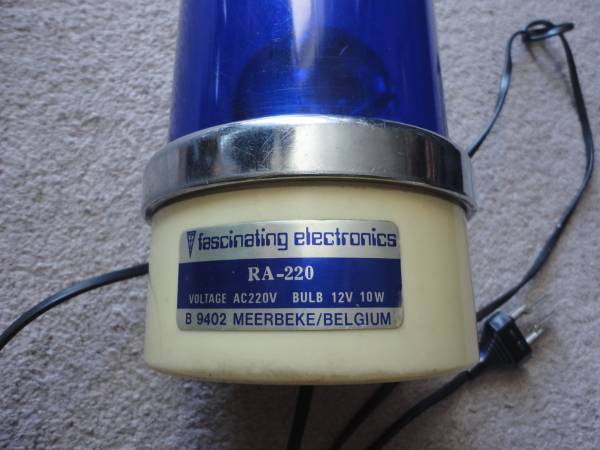 fascinating electronics
RA-220
VOLTAGE AC220V BULB 12V 10W
B 9402 MEERBEKE/BELGIUM